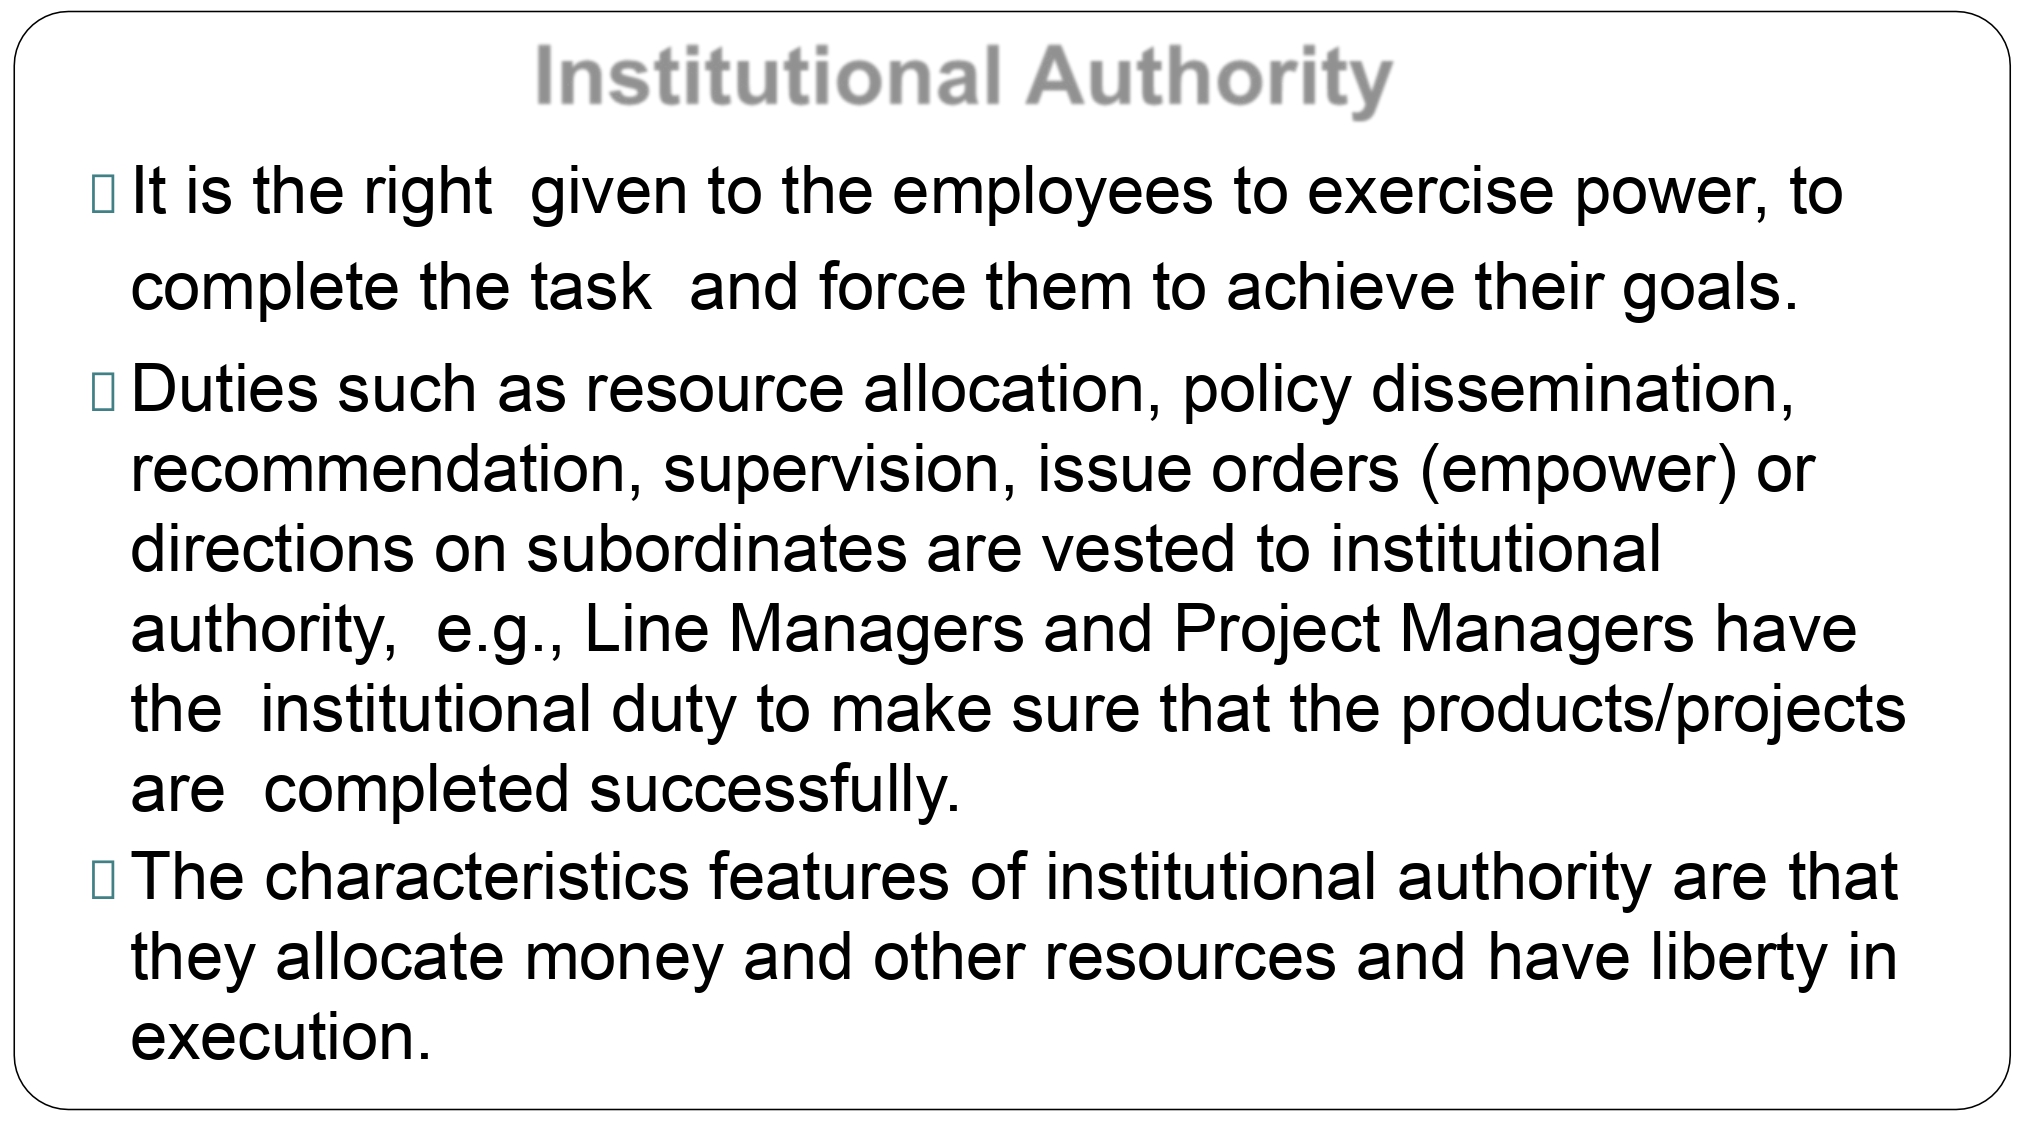 Institutional Authority
It is the right  given to the employees to exercise power, to
complete the task  and force them to achieve their goals.
Duties such as resource allocation, policy dissemination,
recommendation, supervision, issue orders (empower) or
directions on subordinates are vested to institutional
authority,  e.g., Line Managers and Project Managers have
the  institutional duty to make sure that the products/projects
are  completed successfully.
The characteristics features of institutional authority are that
they allocate money and other resources and have liberty in
execution.